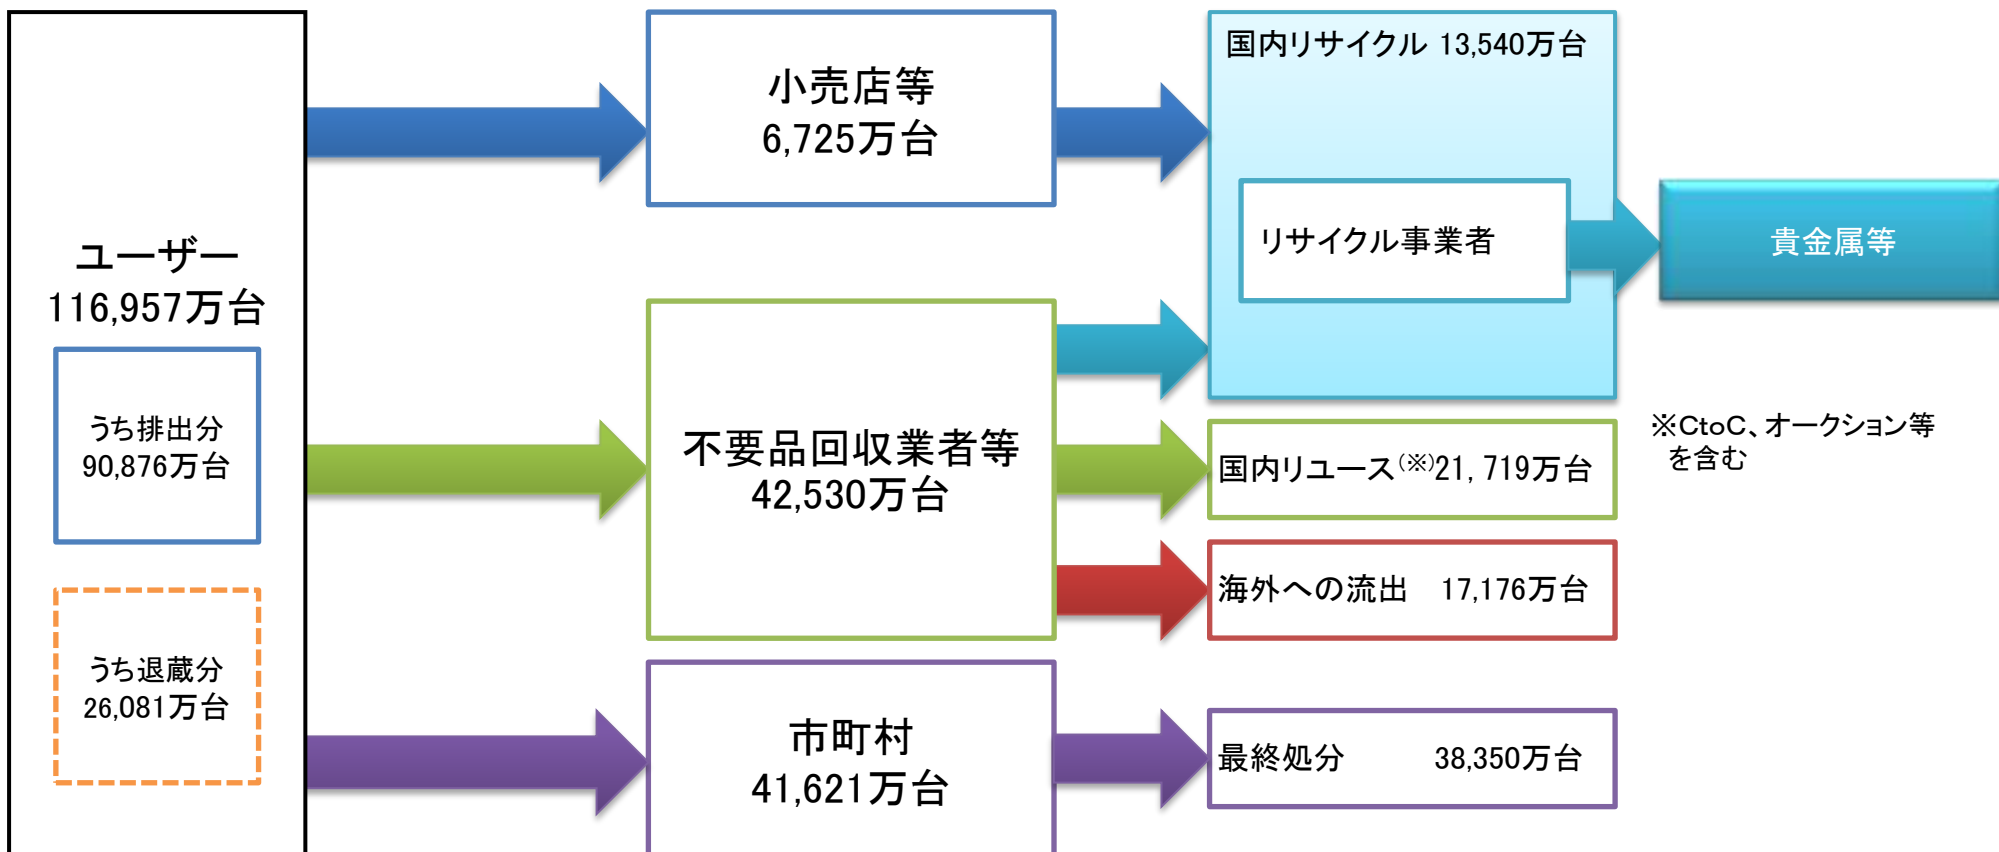 ユーザー
116,957万台
うち排出分
90,876万台
うち退蔵分
26,081万台
小売店等
6,725万台
不要品回収業者等
42,530万台
市町村
41,621万台
国内リサイクル 13,540万台
リサイクル事業者
貴金属等
国内リユース(※)21,719万台
海外への流出 17,176万台
最終処分 38,350万台
※CtoC、オークション等
を含む